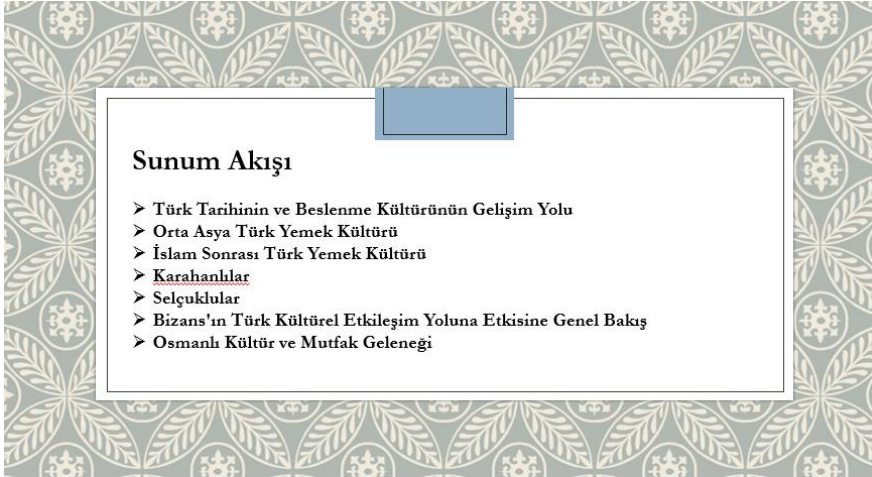 Sunum Akışı
➢ Türk Tarihinin ve Beslenme Kültürünün Gelişim Yolu
➢ Orta Asya Türk Yemek Kültürü
➢ İslam Sonrası Türk Yemek Kültürü
➢ Karahanlılar
➢ Selçuklular
➢ Bizans'ın Türk Kültürel Etkileşim Yoluna Etkisine Genel Bakış
➢ Osmanlı Kültür ve Mutfak Geleneği